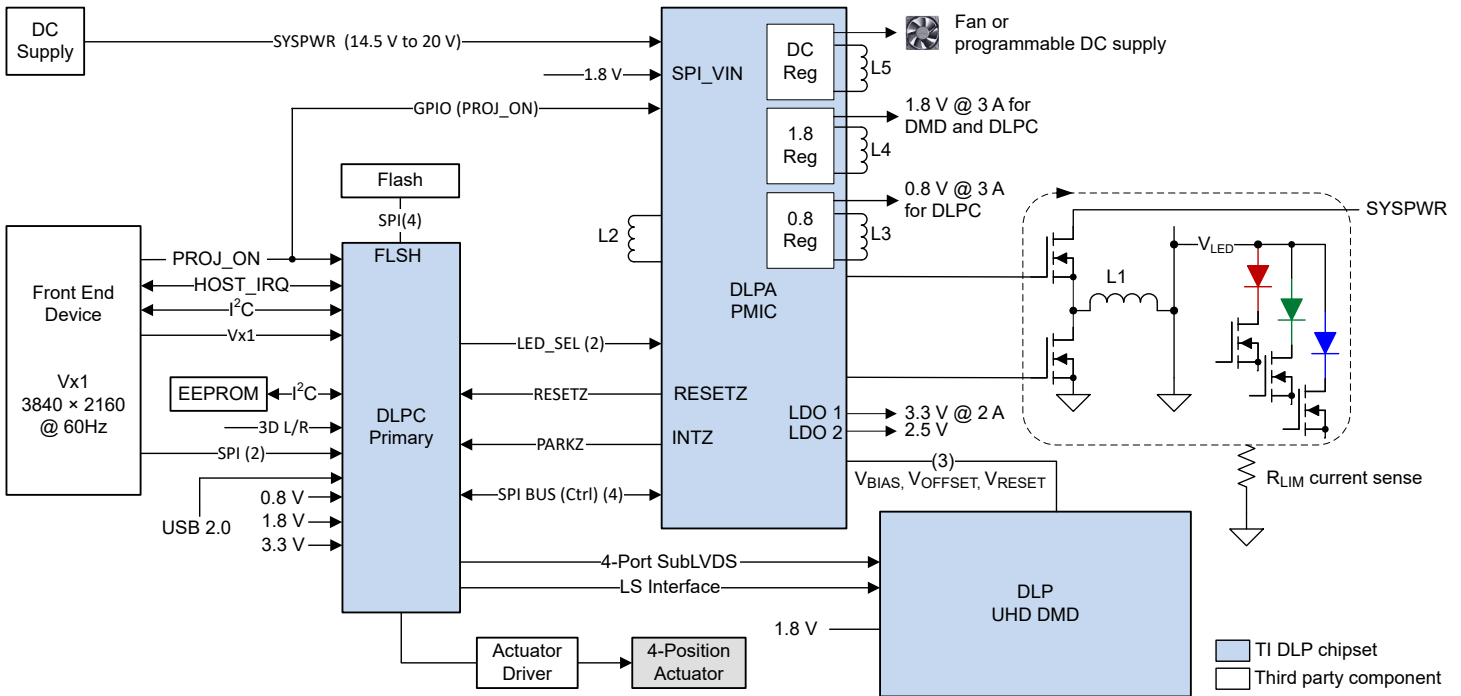 DC
Supply
SYSPWR (14.5 V to 20 V)
1.8 V
SPI_VIN
GPIO (PROJ_ON)
DC
Reg
L5
Fan or
programmable DC supply
1.8
Reg
L4
1.8 V @ 3 A for
DMD and DLPC
0.8
Reg
L3
0.8 V @ 3 A
for DLPC
L2
DLPA
PMIC
Flash
SPI(4)
FLSH
Front End
Device
Vx1
3840 × 2160
@ 60Hz
PROJ_ON
HOST_IRQ
I²C
Vx1
EEPROM
I²C
3D L/R
SPI (2)
USB 2.0
0.8 V
1.8 V
3.3 V
DLPC
Primary
LED_SEL (2)
RESETZ
RESETZ
PARKZ
INTZ
SPI BUS (Ctrl) (4)
LDO 1
LDO 2
3.3 V @ 2 A
2.5 V
(3)
V_BIAS, V_OFFSET, V_RESET
SYSPWR
L1
V_LED
R_LIM current sense
4-Port SubLVDS
LS Interface
1.8 V
DLP
UHD DMD
Actuator
Driver
4-Position
Actuator
TI DLP chipset
Third party component